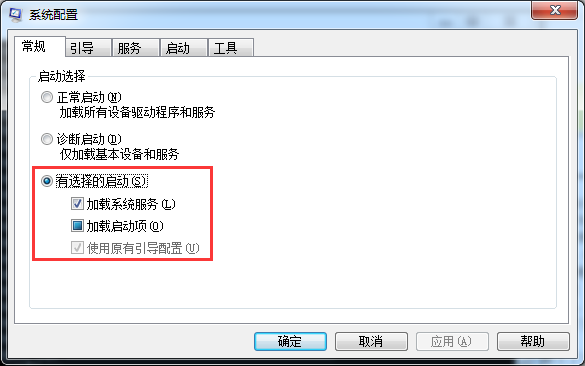 系统配置
常规 引导 服务 启动 工具
启动选择
正常启动(N)
加载所有设备驱动程序和服务
诊断启动(D)
仅加载基本设备和服务
有选择的启动(S)
加载系统服务(L)
加载启动项(O)
使用原有引导配置(U)
确定 取消 应用(A) 帮助